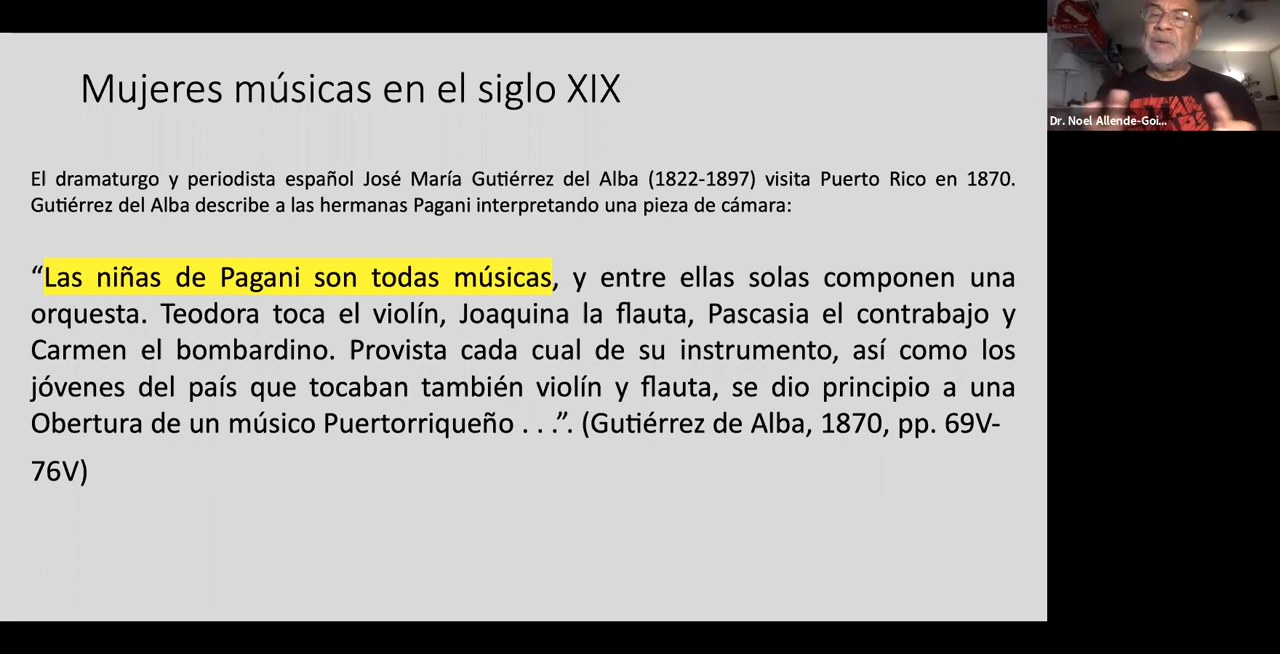 Mujeres músicas en el siglo XIX
El dramaturgo y periodista español José María Gutiérrez del Alba (1822-1897) visita Puerto Rico en 1870.
Gutiérrez del Alba describe a las hermanas Pagani interpretando una pieza de cámara:
“Las niñas de Pagani son todas músicas, y entre ellas solas componen una
orquesta. Teodora toca el violín, Joaquina la flauta, Pascasia el contrabajo y
Carmen el bombardino. Provista cada cual de su instrumento, así como los
jóvenes del país que tocaban también violín y flauta, se dio principio a una
Obertura de un músico Puertorriqueño . . .”. (Gutiérrez de Alba, 1870, pp. 69V-
76V)
Dr. Noel Allende-Goi...